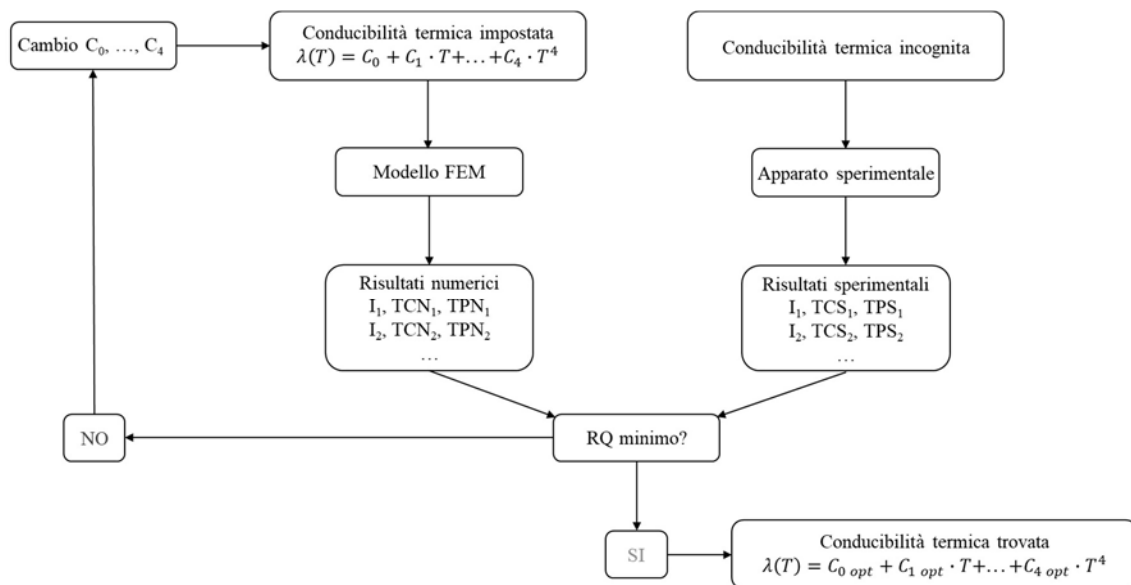 Cambio C₀, …, C₄
Conducibilità termica impostata
λ(T) = C₀ + C₁ · T+…+C₄ · T⁴
Conducibilità termica incognita
Modello FEM
Apparato sperimentale
Risultati numerici
I₁, TCN₁, TPN₁
I₂, TCN₂, TPN₂
…
Risultati sperimentali
I₁, TCS₁, TPS₁
I₂, TCS₂, TPS₂
…
NO
RQ minimo?
SI
Conducibilità termica trovata
λ(T) = C₀ opt + C₁ opt · T+…+C₄ opt · T⁴